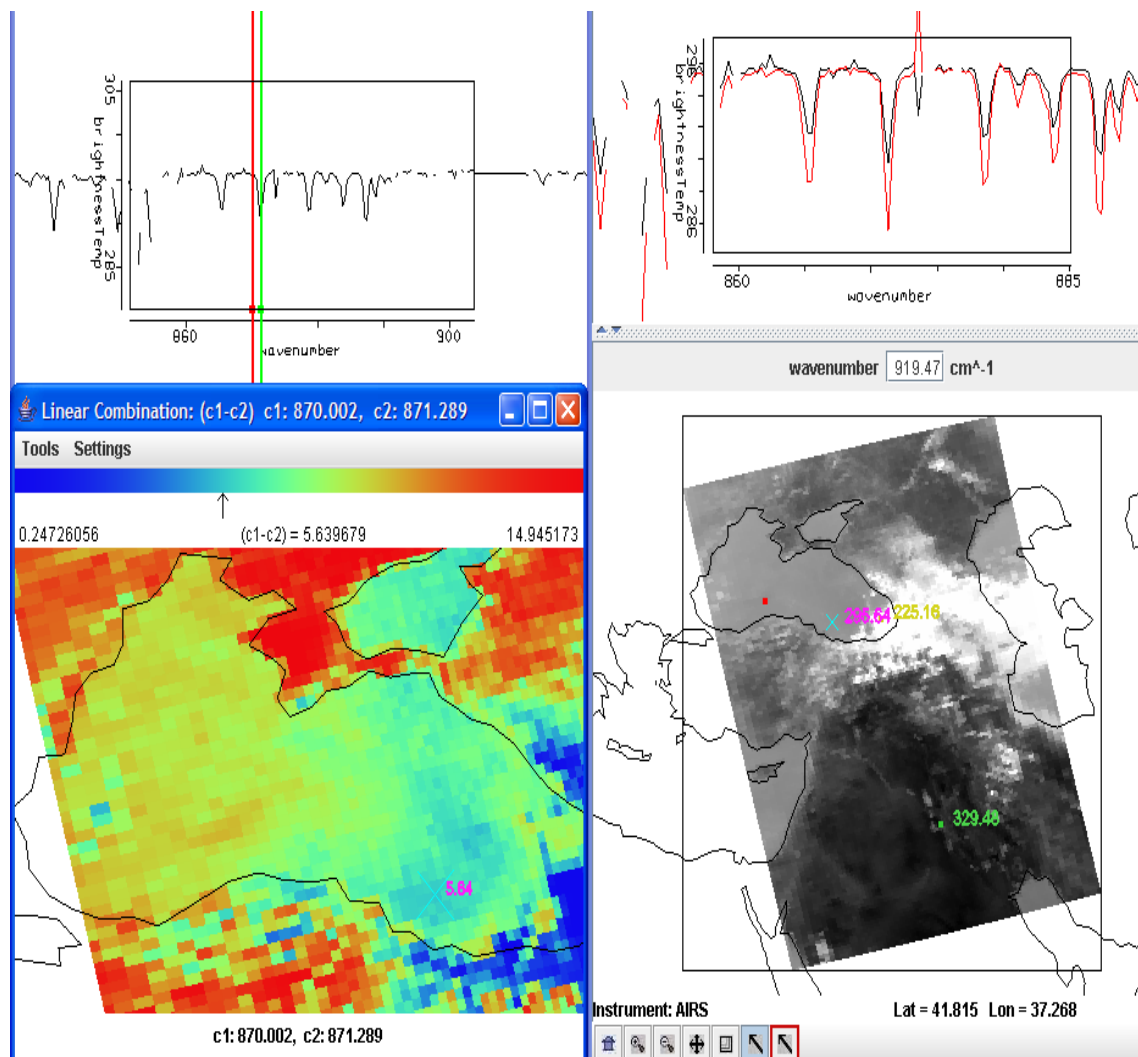 305
brightnessTemp
285
860
900
wavenumber
296
brightnessTemp
286
860
885
wavenumber
wavenumber 919.47 cm^-1
Linear Combination: (c1-c2) c1: 870.002, c2: 871.289
Tools Settings
0.24726056
(c1-c2) = 5.639679
14.945173
5.64
c1: 870.002, c2: 871.289
296.64
225.16
329.48
Instrument: AIRS
Lat = 41.815 Lon = 37.268